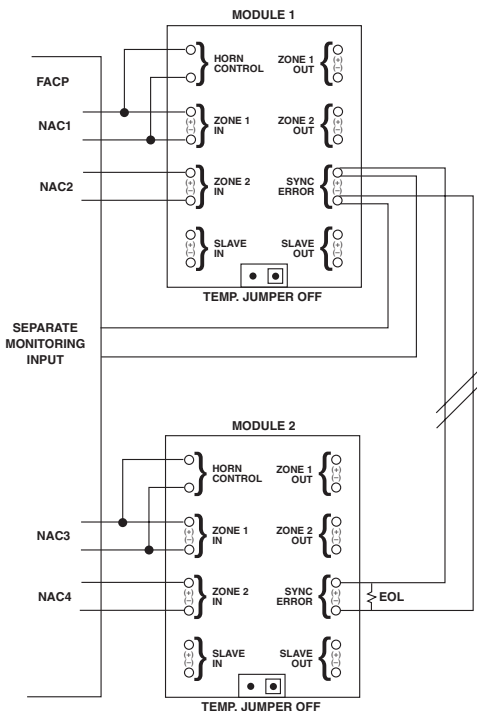 MODULE 1
FACP
HORN
CONTROL
ZONE 1
OUT
NAC1
(+)
(−)
ZONE 1
IN
ZONE 2
OUT
(+)
(−)
(+)
(−)
NAC2
(+)
(−)
ZONE 2
IN
SYNC
ERROR
(+)
(−)
(+)
(−)
SLAVE
IN
SLAVE
OUT
(+)
(−)
TEMP. JUMPER OFF
SEPARATE
MONITORING
INPUT
MODULE 2
HORN
CONTROL
ZONE 1
OUT
(+)
(−)
NAC3
(+)
(−)
ZONE 1
IN
ZONE 2
OUT
(+)
(−)
NAC4
(+)
(−)
ZONE 2
IN
SYNC
ERROR
(+)
(−)
EOL
(+)
(−)
SLAVE
IN
SLAVE
OUT
(+)
(−)
TEMP. JUMPER OFF